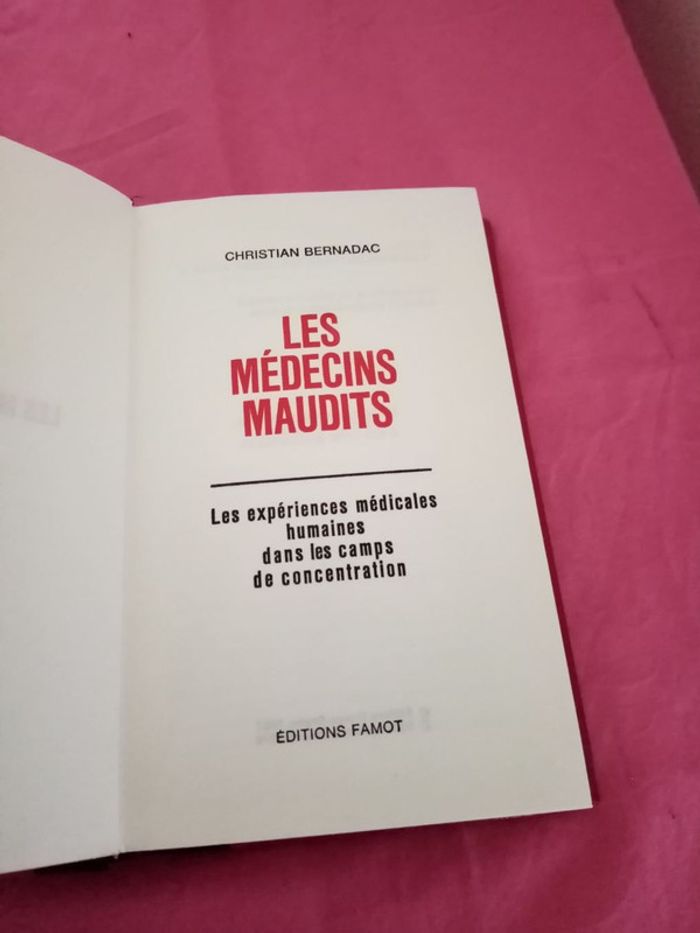 CHRISTIAN BERNADAC
LES
MÉDECINS
MAUDITS
Les expériences médicales
humaines
dans les camps
de concentration
ÉDITIONS FAMOT